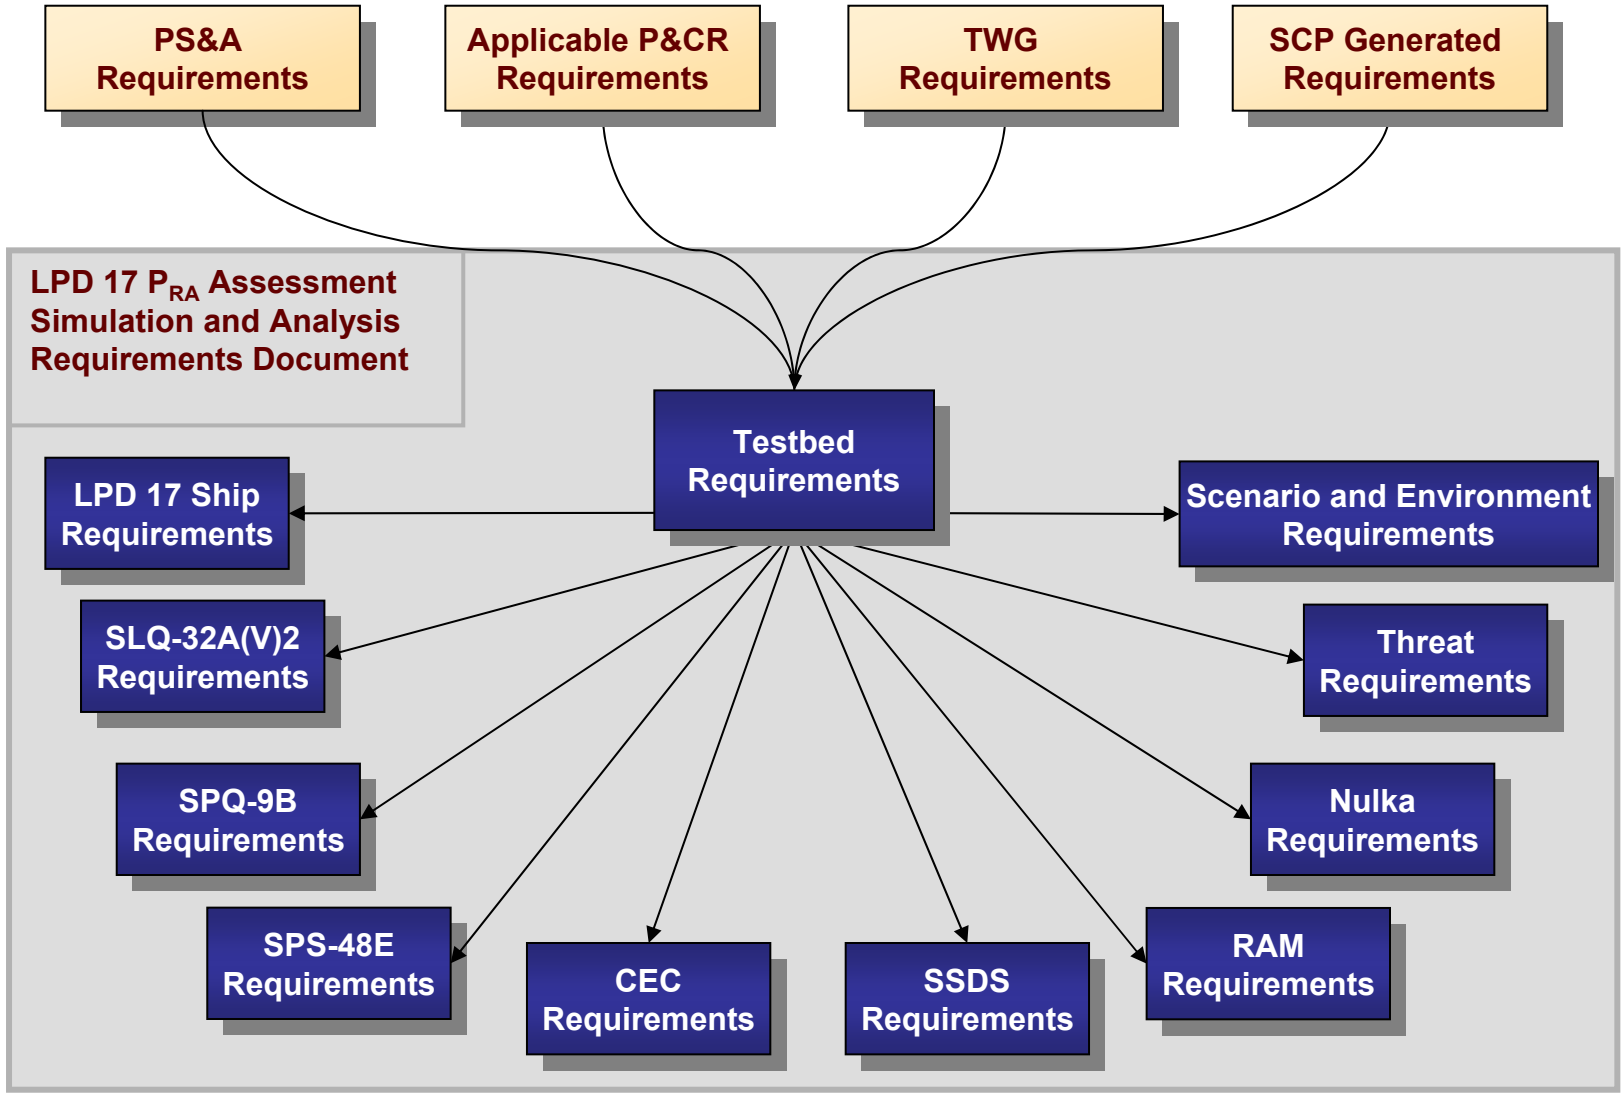 PS&A
Requirements
Applicable P&CR
Requirements
TWG
Requirements
SCP Generated
Requirements
LPD 17 PRA Assessment
Simulation and Analysis
Requirements Document
Testbed
Requirements
LPD 17 Ship
Requirements
Scenario and Environment
Requirements
SLQ-32A(V)2
Requirements
Threat
Requirements
SPQ-9B
Requirements
Nulka
Requirements
SPS-48E
Requirements
CEC
Requirements
SSDS
Requirements
RAM
Requirements